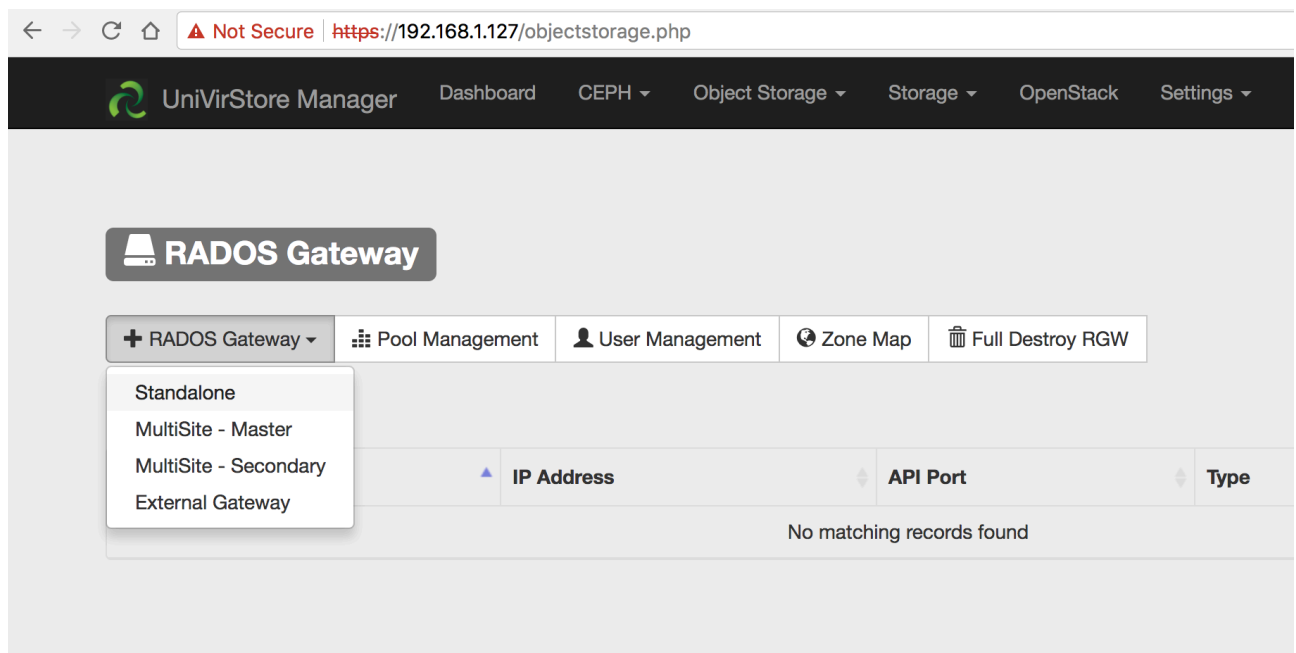 Not Secure https://192.168.1.127/objectstorage.php
UniVirStore Manager Dashboard CEPH Object Storage Storage OpenStack Settings
RADOS Gateway
RADOS Gateway Pool Management User Management Zone Map Full Destroy RGW
Standalone
MultiSite - Master
MultiSite - Secondary
External Gateway
IP Address API Port Type
No matching records found